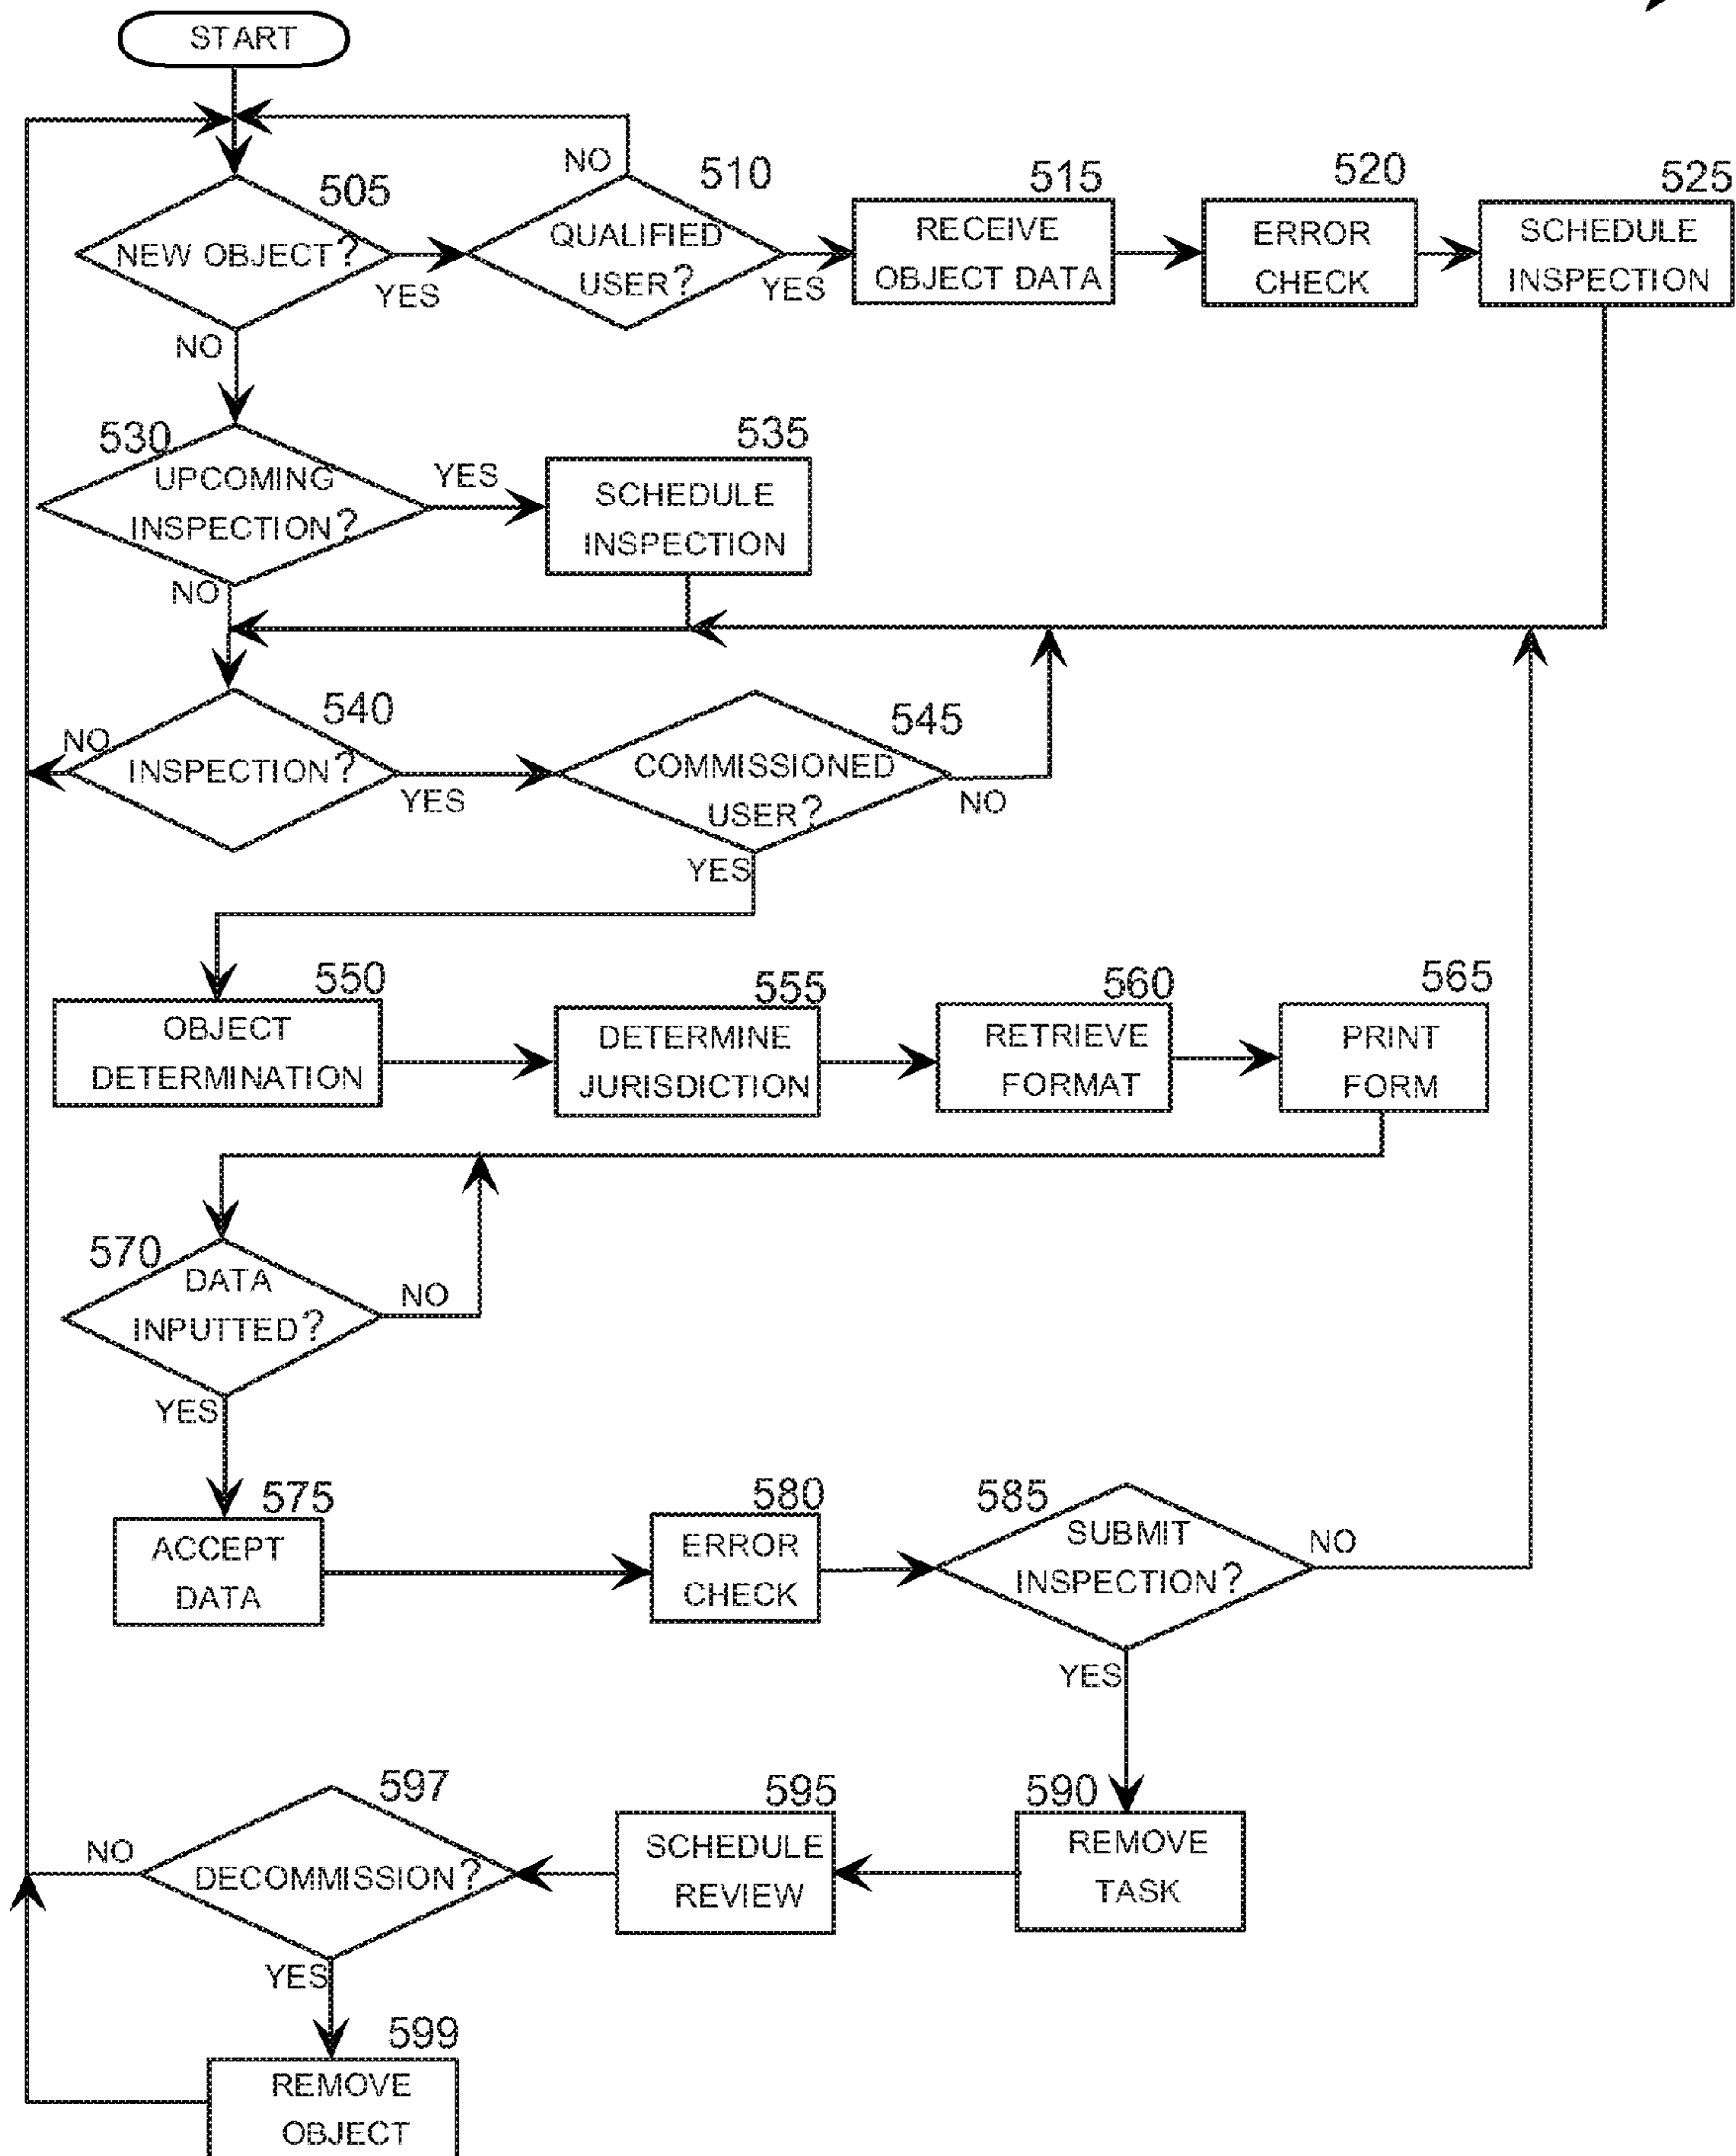 START
NO
510
515
520
525
505
NEW OBJECT?
YES
QUALIFIED
USER?
YES
RECEIVE
OBJECT DATA
ERROR
CHECK
SCHEDULE
INSPECTION
NO
530
UPCOMING
INSPECTION?
YES
535
SCHEDULE
INSPECTION
NO
540
NO
INSPECTION?
YES
545
COMMISSIONED
USER?
NO
YES
550
OBJECT
DETERMINATION
555
DETERMINE
JURISDICTION
560
RETRIEVE
FORMAT
565
PRINT
FORM
570
DATA
INPUTTED?
NO
YES
575
ACCEPT
DATA
580
ERROR
CHECK
585
SUBMIT
INSPECTION?
NO
YES
590
REMOVE
TASK
595
SCHEDULE
REVIEW
597
DECOMMISSION?
NO
YES
599
REMOVE
OBJECT